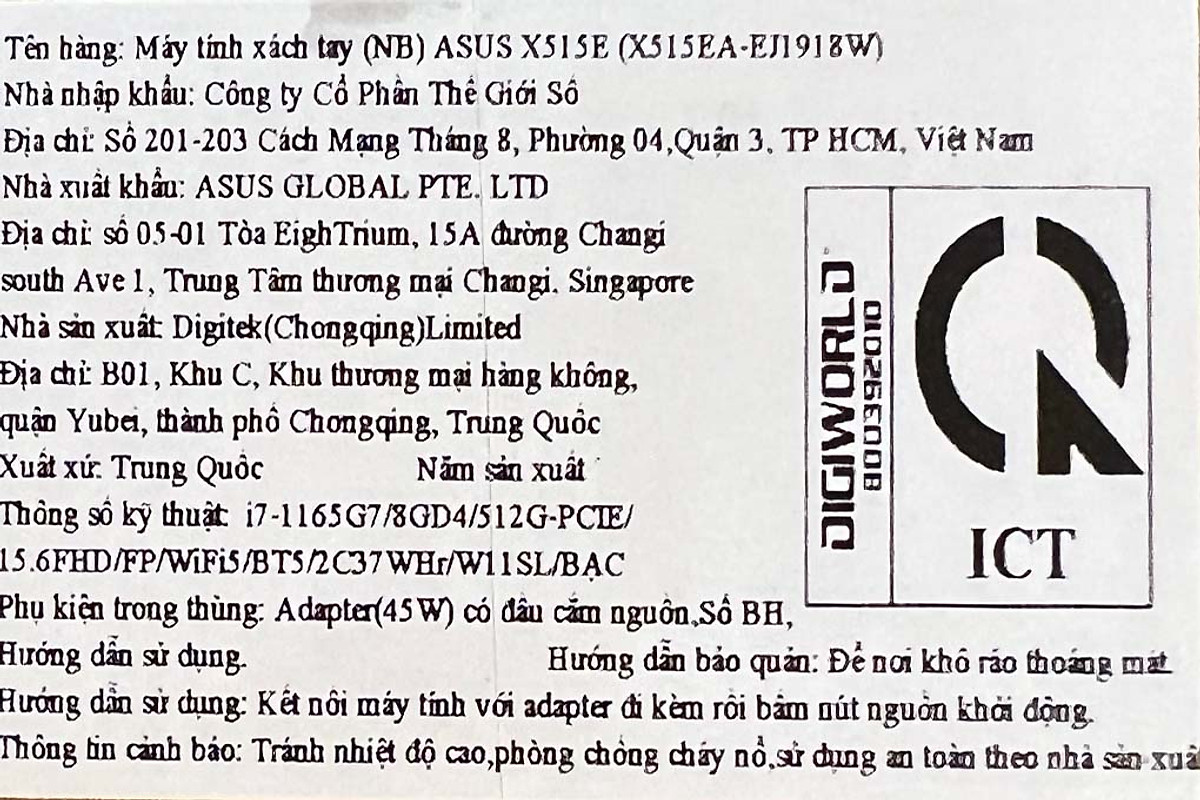 Tên hàng: Máy tính xách tay (NB) ASUS X515E (X515EA-EJ1918W)
Nhà nhập khẩu: Công ty Cổ Phần Thế Giới Số
Địa chỉ: Số 201-203 Cách Mạng Tháng 8, Phường 04,Quận 3, TP HCM, Việt Nam
Nhà xuất khẩu: ASUS GLOBAL PTE. LTD
Địa chỉ: số 05-01 Tòa EighTrium, 15A đường Changi
south Ave 1, Trung Tâm thương mại Changi, Singapore
Nhà sản xuất: Digitek(Chongqing)Limited
Địa chỉ: B01, Khu C, Khu thương mại hàng không,
quận Yubei, thành phố Chongqing, Trung Quốc
Xuất xứ: Trung Quốc Năm sản xuất
Thông số kỹ thuật: i7-1165G7/8GD4/512G-PCIE/
15.6FHD/FP/WiFi5/BT5/2C37WHr/W11SL/BẠC
Phụ kiện trong thùng: Adapter(45W) có đầu cắm nguồn,Sổ BH,
Hướng dẫn sử dụng. Hướng dẫn bảo quản: Để nơi khô ráo thoáng mát
Hướng dẫn sử dụng: Kết nối máy tính với adapter đi kèm rồi bấm nút nguồn khởi động.
Thông tin cảnh báo: Tránh nhiệt độ cao,phòng chống cháy nổ,sử dụng an toàn theo nhà sản xuấ
DIGIWORLD
ICT